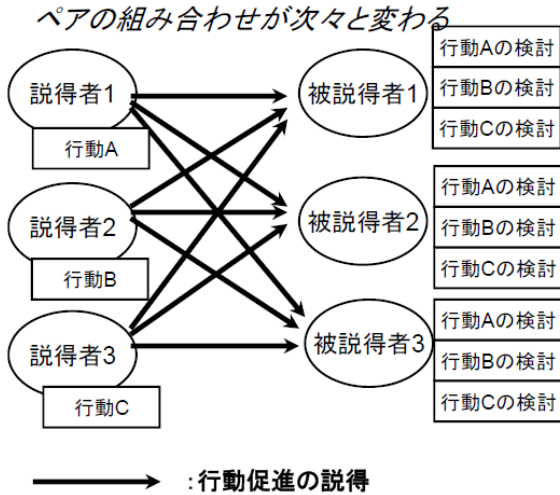 ペアの組み合わせが次々と変わる
説得者1
行動A
説得者2
行動B
説得者3
行動C
被説得者1
行動Aの検討
行動Bの検討
行動Cの検討
被説得者2
行動Aの検討
行動Bの検討
行動Cの検討
被説得者3
行動Aの検討
行動Bの検討
行動Cの検討
:行動促進の説得